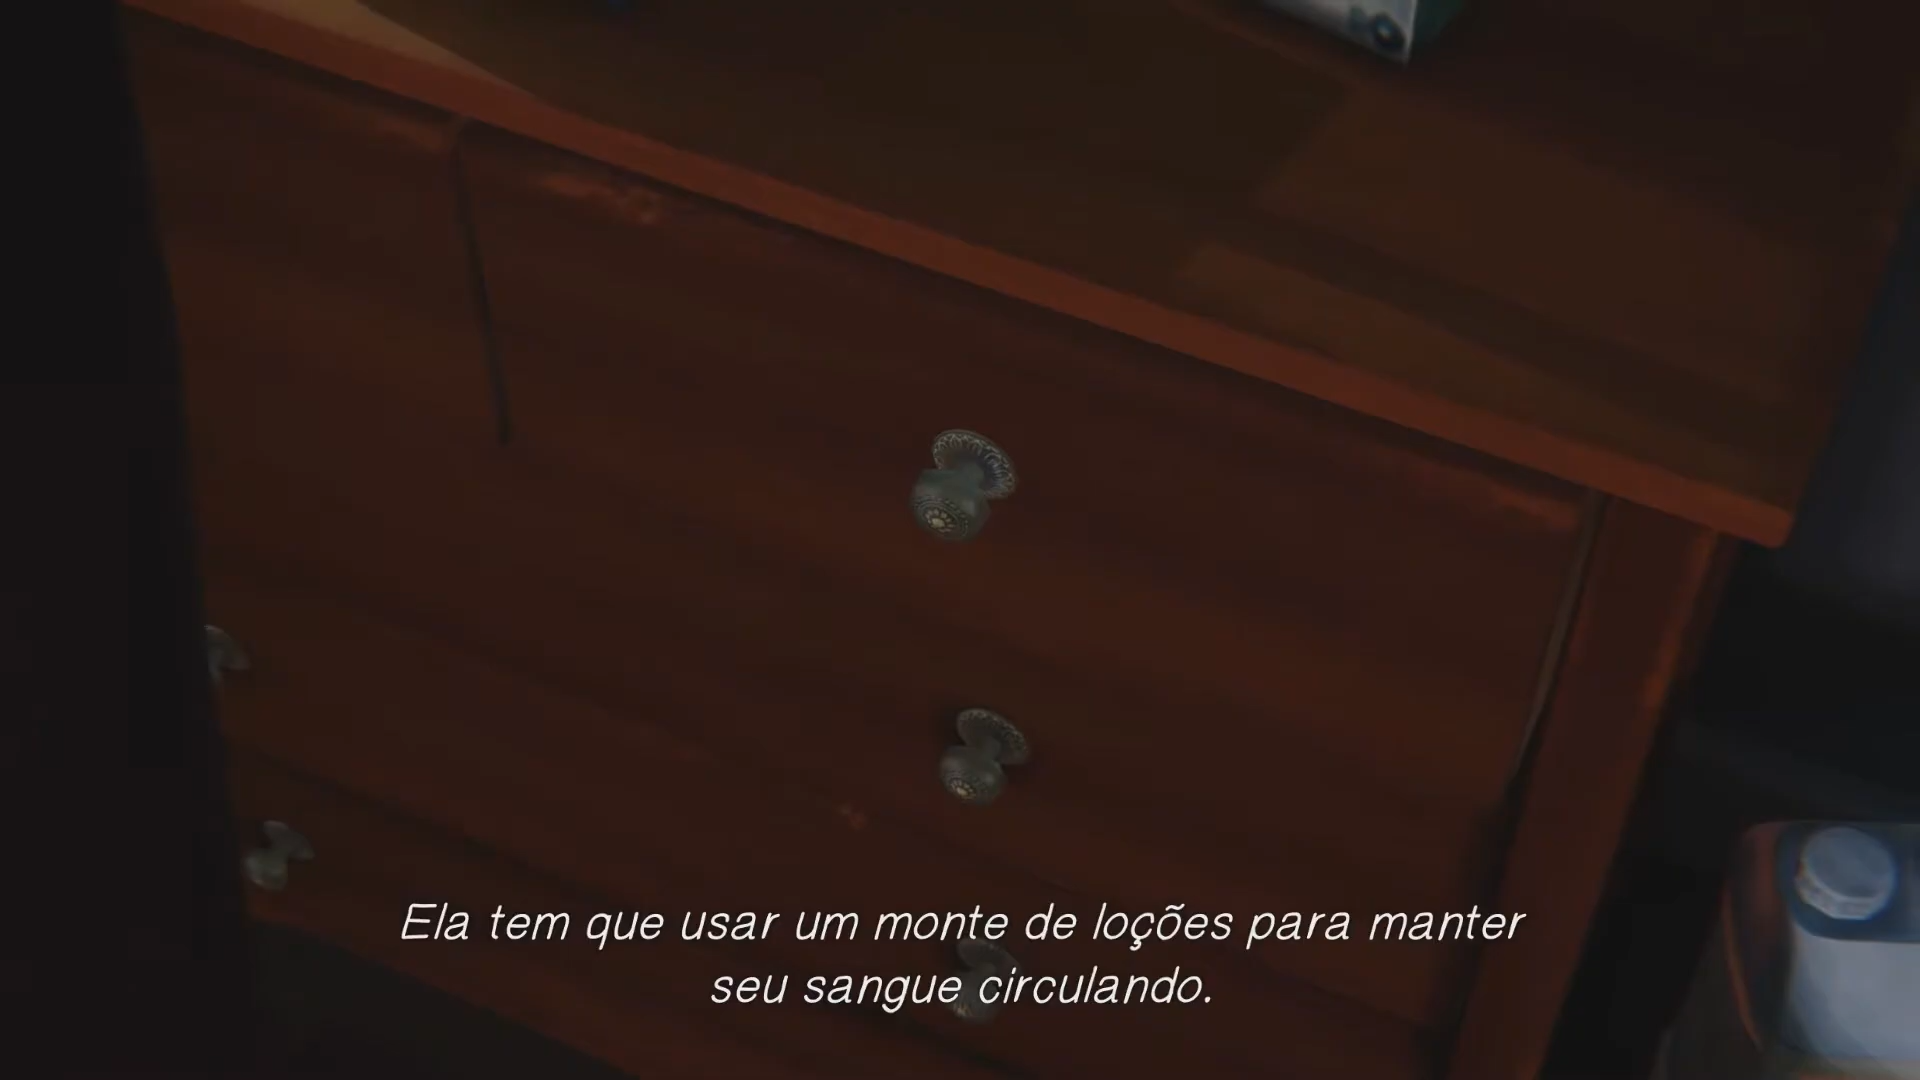 Ela tem que usar um monte de loções para manter
seu sangue circulando.